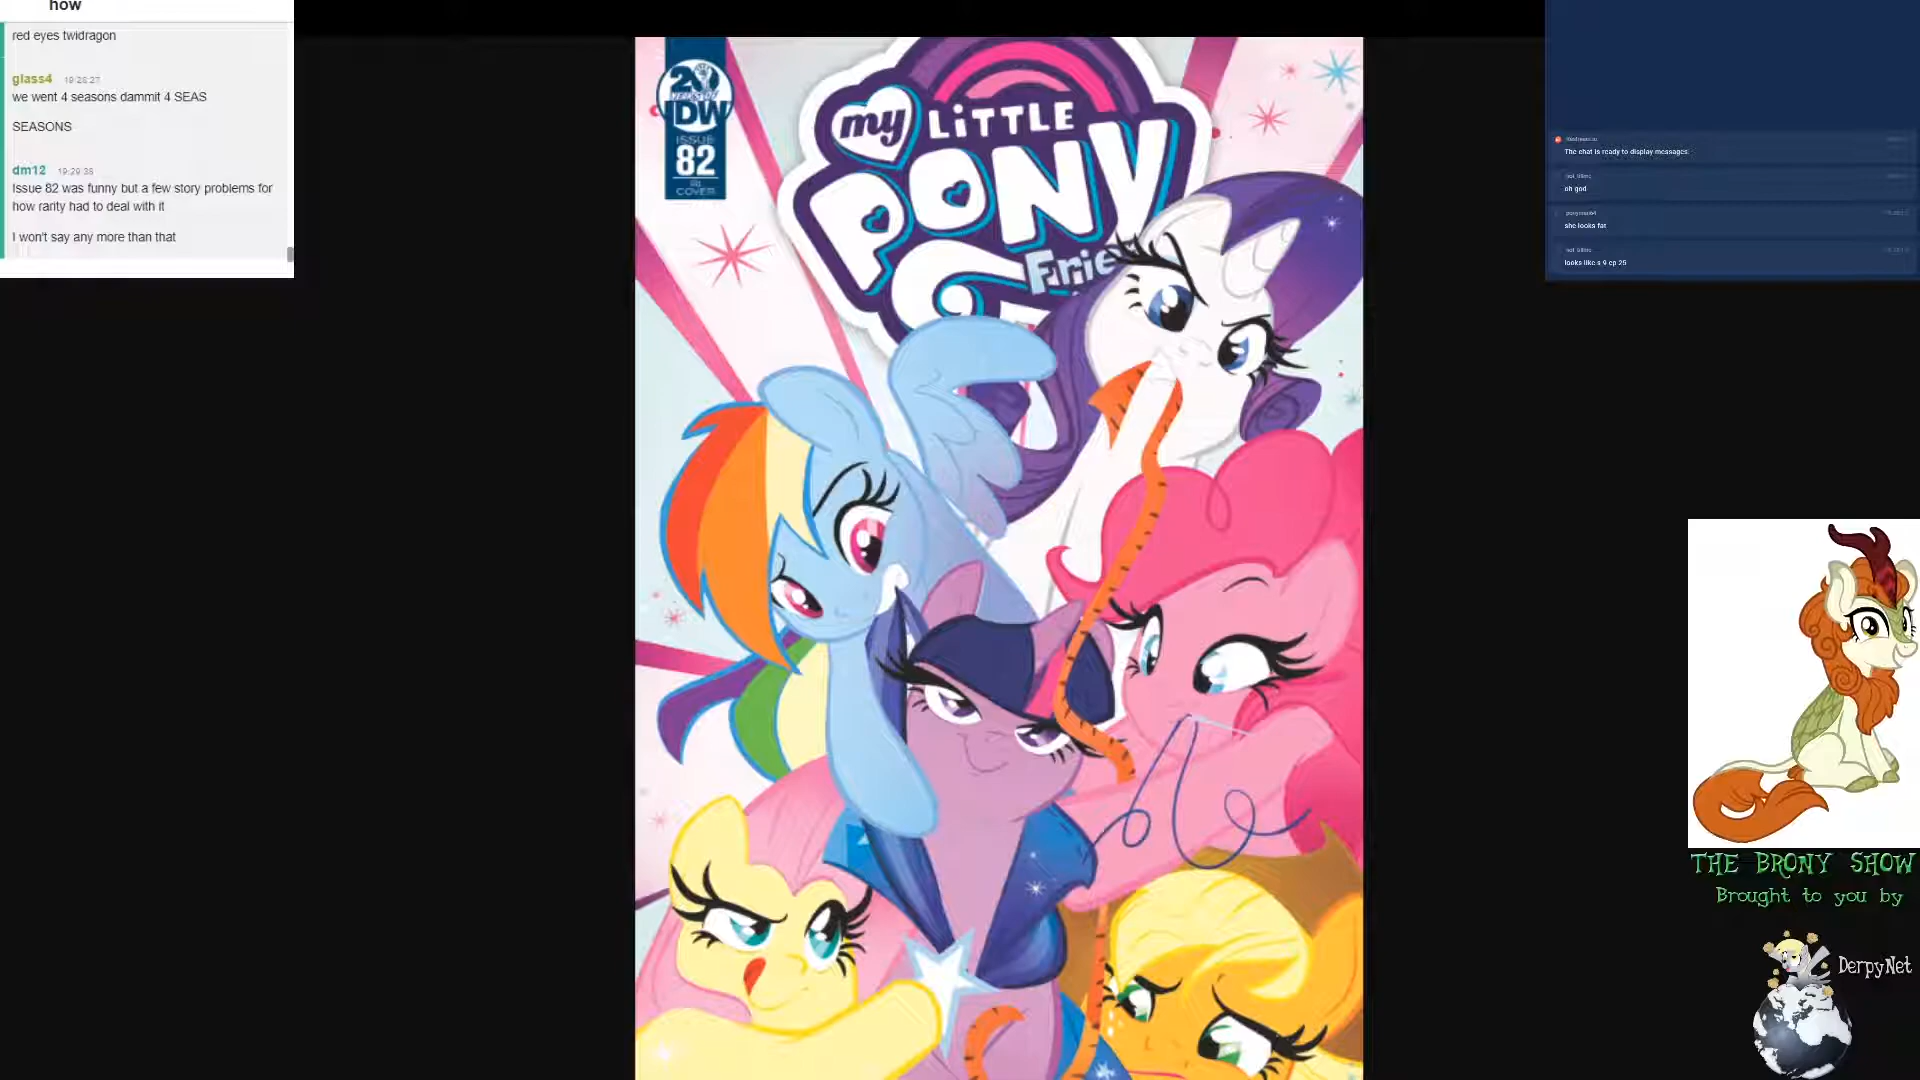 how
red eyes twidragon
glass4 19:26:27
we went 4 seasons dammit 4 SEAS
SEASONS
dm12 19:29:38
Issue 82 was funny but a few story problems for
how rarity had to deal with it
I won't say any more than that
20
IDW
ISSUE
82
RI
COVER
my LiTTLE
PONY
Frie
The chat is ready to display messages.
oh god
she looks fat
looks like s 9 ep 25
THE BRONY SHOW
Brought to you by
DerpyNet